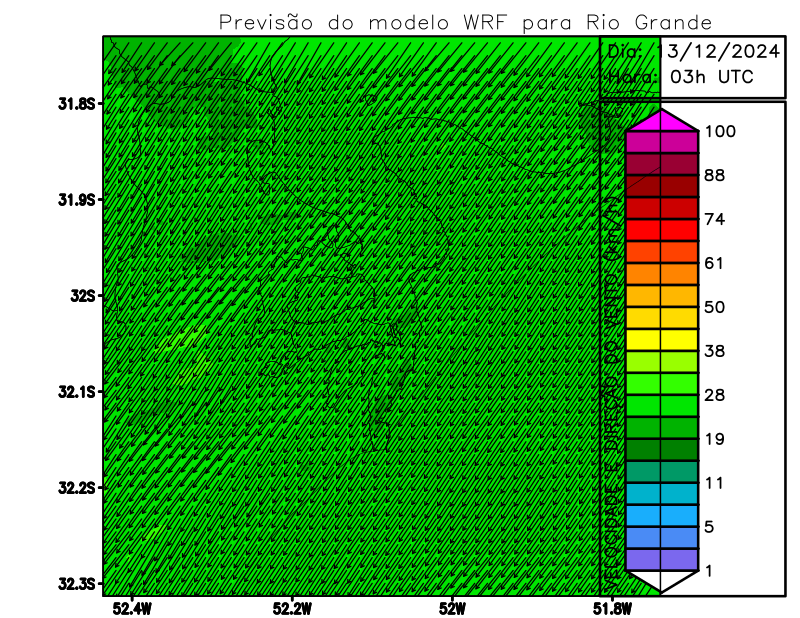 Previsão do modelo WRF para Rio Grande
Dia: 13/12/2024
Hora: 03h UTC
31.8S
31.9S
32S
32.1S
32.2S
32.3S
52.4W
52.2W
52W
51.8W
VELOCIDADE E DIREÇÃO DO VENTO (km/h)
100
88
74
61
50
38
28
19
11
5
1